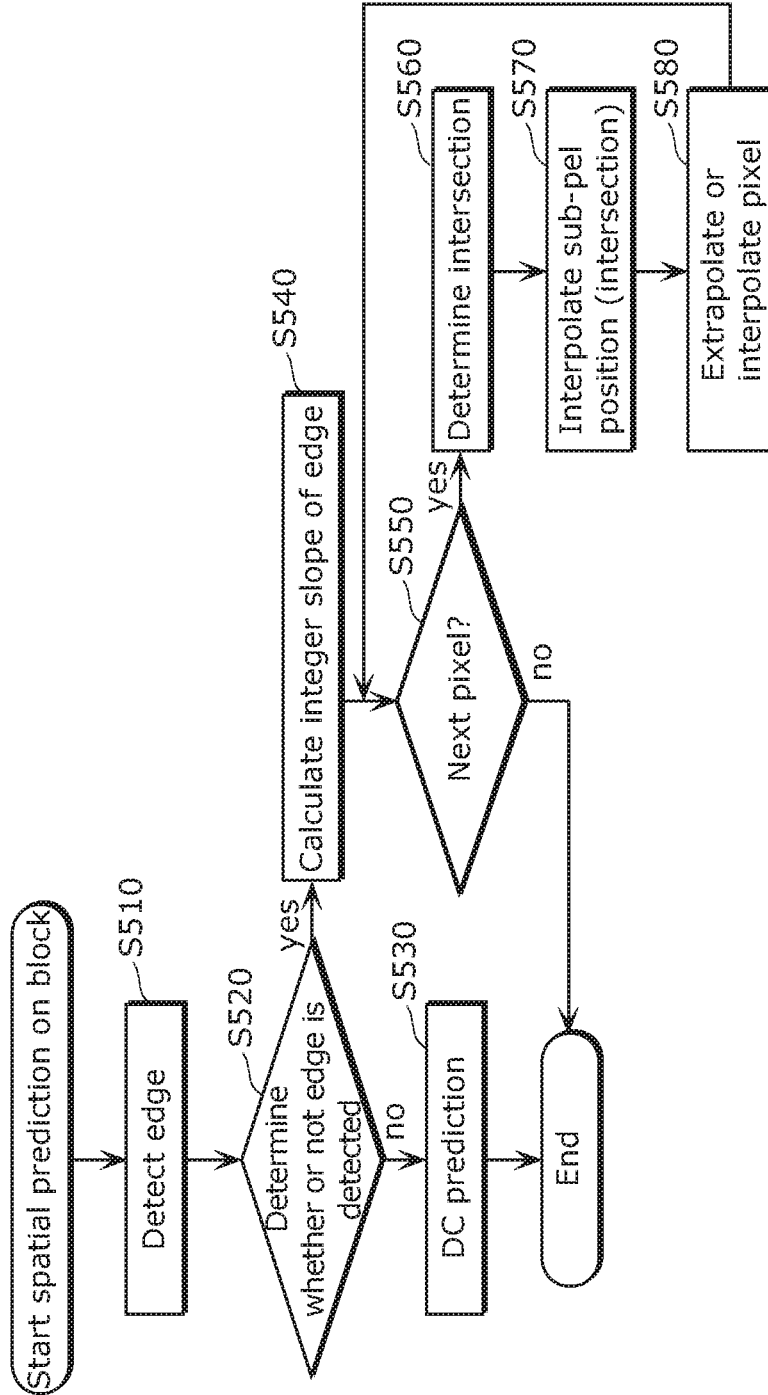 Start spatial prediction on block
S510
Detect edge
S520
Determine
whether or not edge is
detected
yes
no
S530
DC prediction
End
S540
Calculate integer slope of edge
S550
Next pixel?
yes
no
S560
Determine intersection
S570
Interpolate sub-pel
position (intersection)
S580
Extrapolate or
interpolate pixel